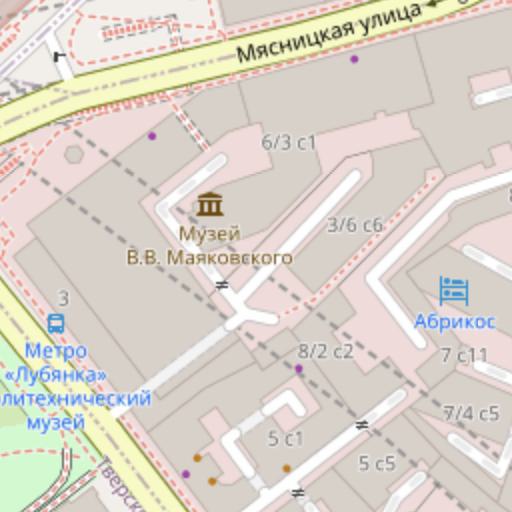 Мясницкая улица
6/3 с1
Музей
В.В. Маяковского
3/6 с6
3
Абрикос
Метро
«Лубянка»
олитехнический
музей
8/2 с2
7 с11
7/4 с5
5 с1
5 с5
Тверск